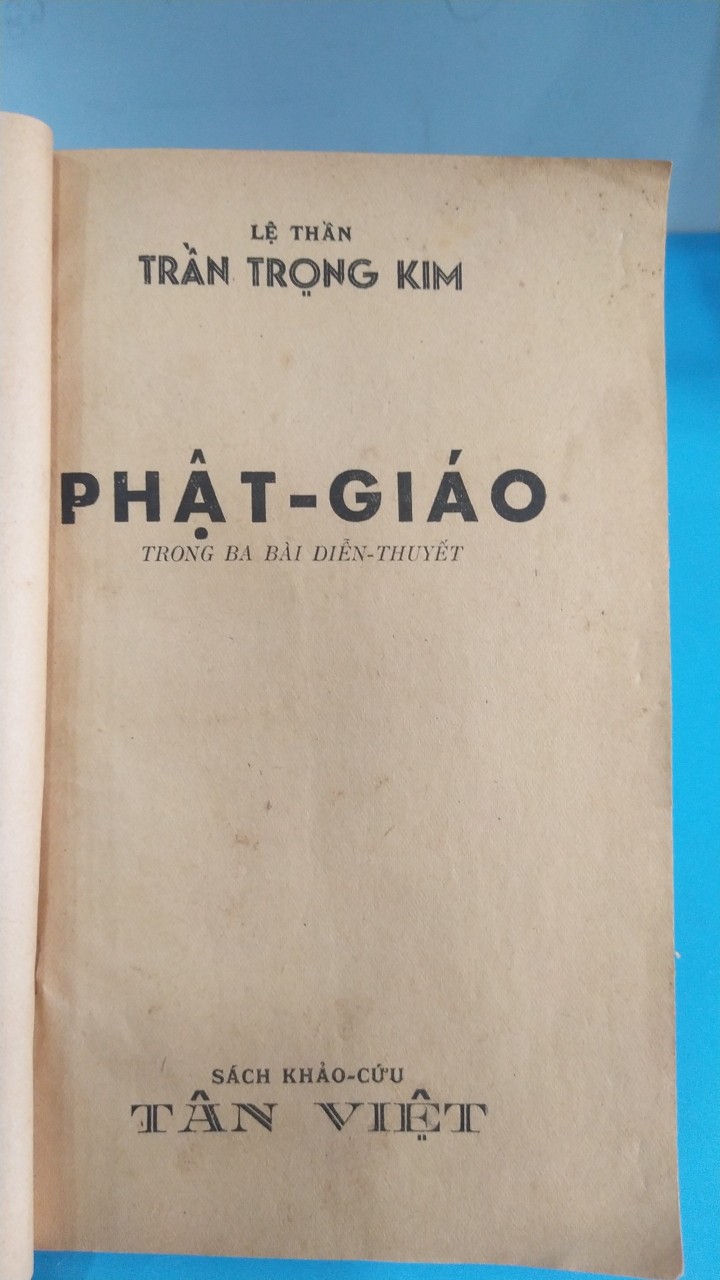 LỆ THẦN
TRẦN TRỌNG KIM
PHẬT-GIÁO
TRONG BA BÀI DIỄN-THUYẾT
SÁCH KHẢO-CỨU
TÂN VIỆT